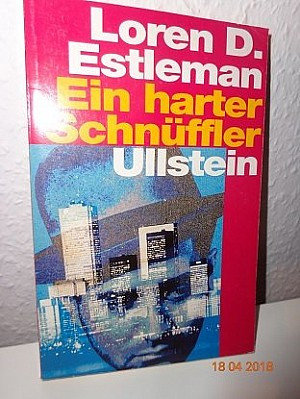 Loren D.
Estleman
Ein harter
Schnüffler
Ullstein
18 04 2018